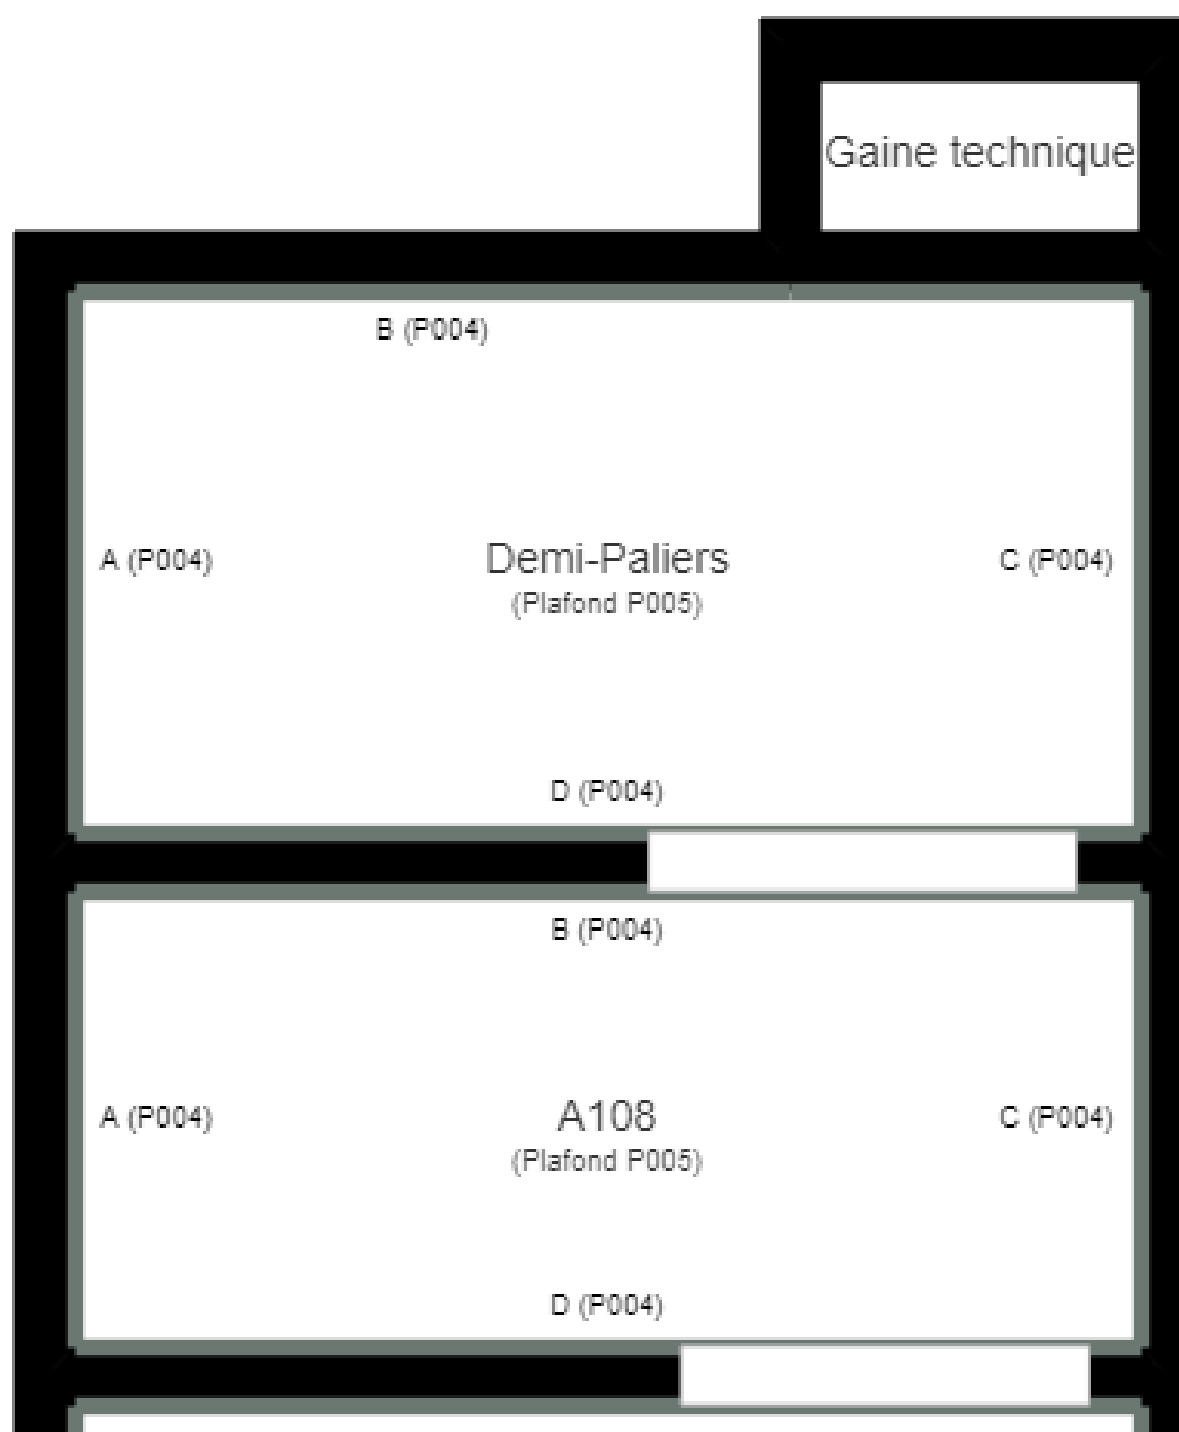 Gaine technique
B (P004)
A (P004)
Demi-Paliers
C (P004)
(Plafond P005)
D (P004)
B (P004)
A (P004)
A108
C (P004)
(Plafond P005)
D (P004)